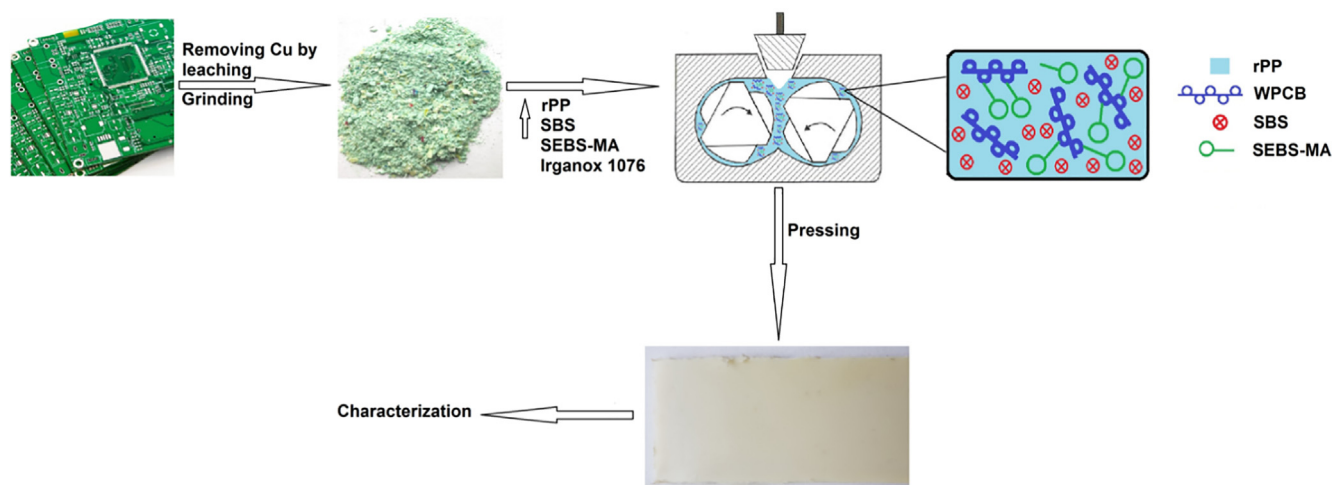 Removing Cu by
leaching
Grinding
rPP
SBS
SEBS-MA
Irganox 1076
rPP
WPCB
SBS
SEBS-MA
Pressing
Characterization